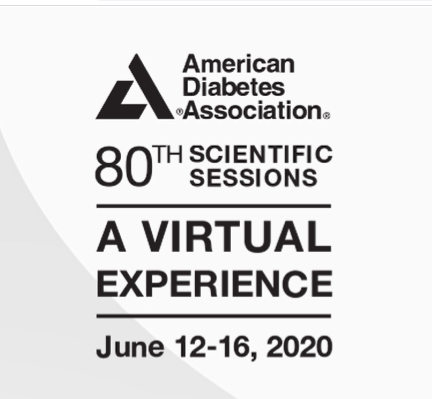 American
Diabetes
®Association®
80TH SCIENTIFIC
SESSIONS
A VIRTUAL
EXPERIENCE
June 12-16, 2020